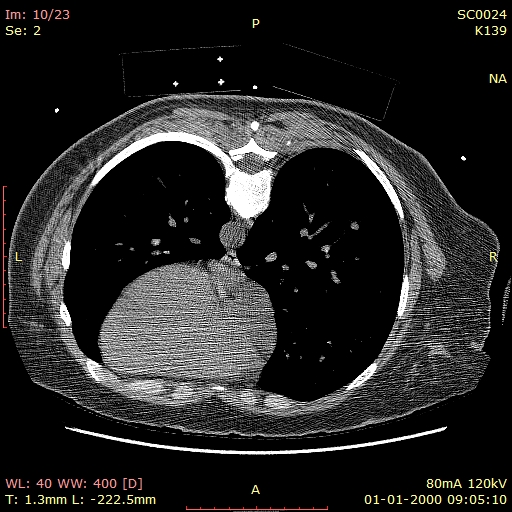 Im: 10/23
Se: 2
P
SC0024
K139
NA
L
R
WL: 40 WW: 400 [D]
T: 1.3mm L: -222.5mm
A
80mA 120kV
01-01-2000 09:05:10